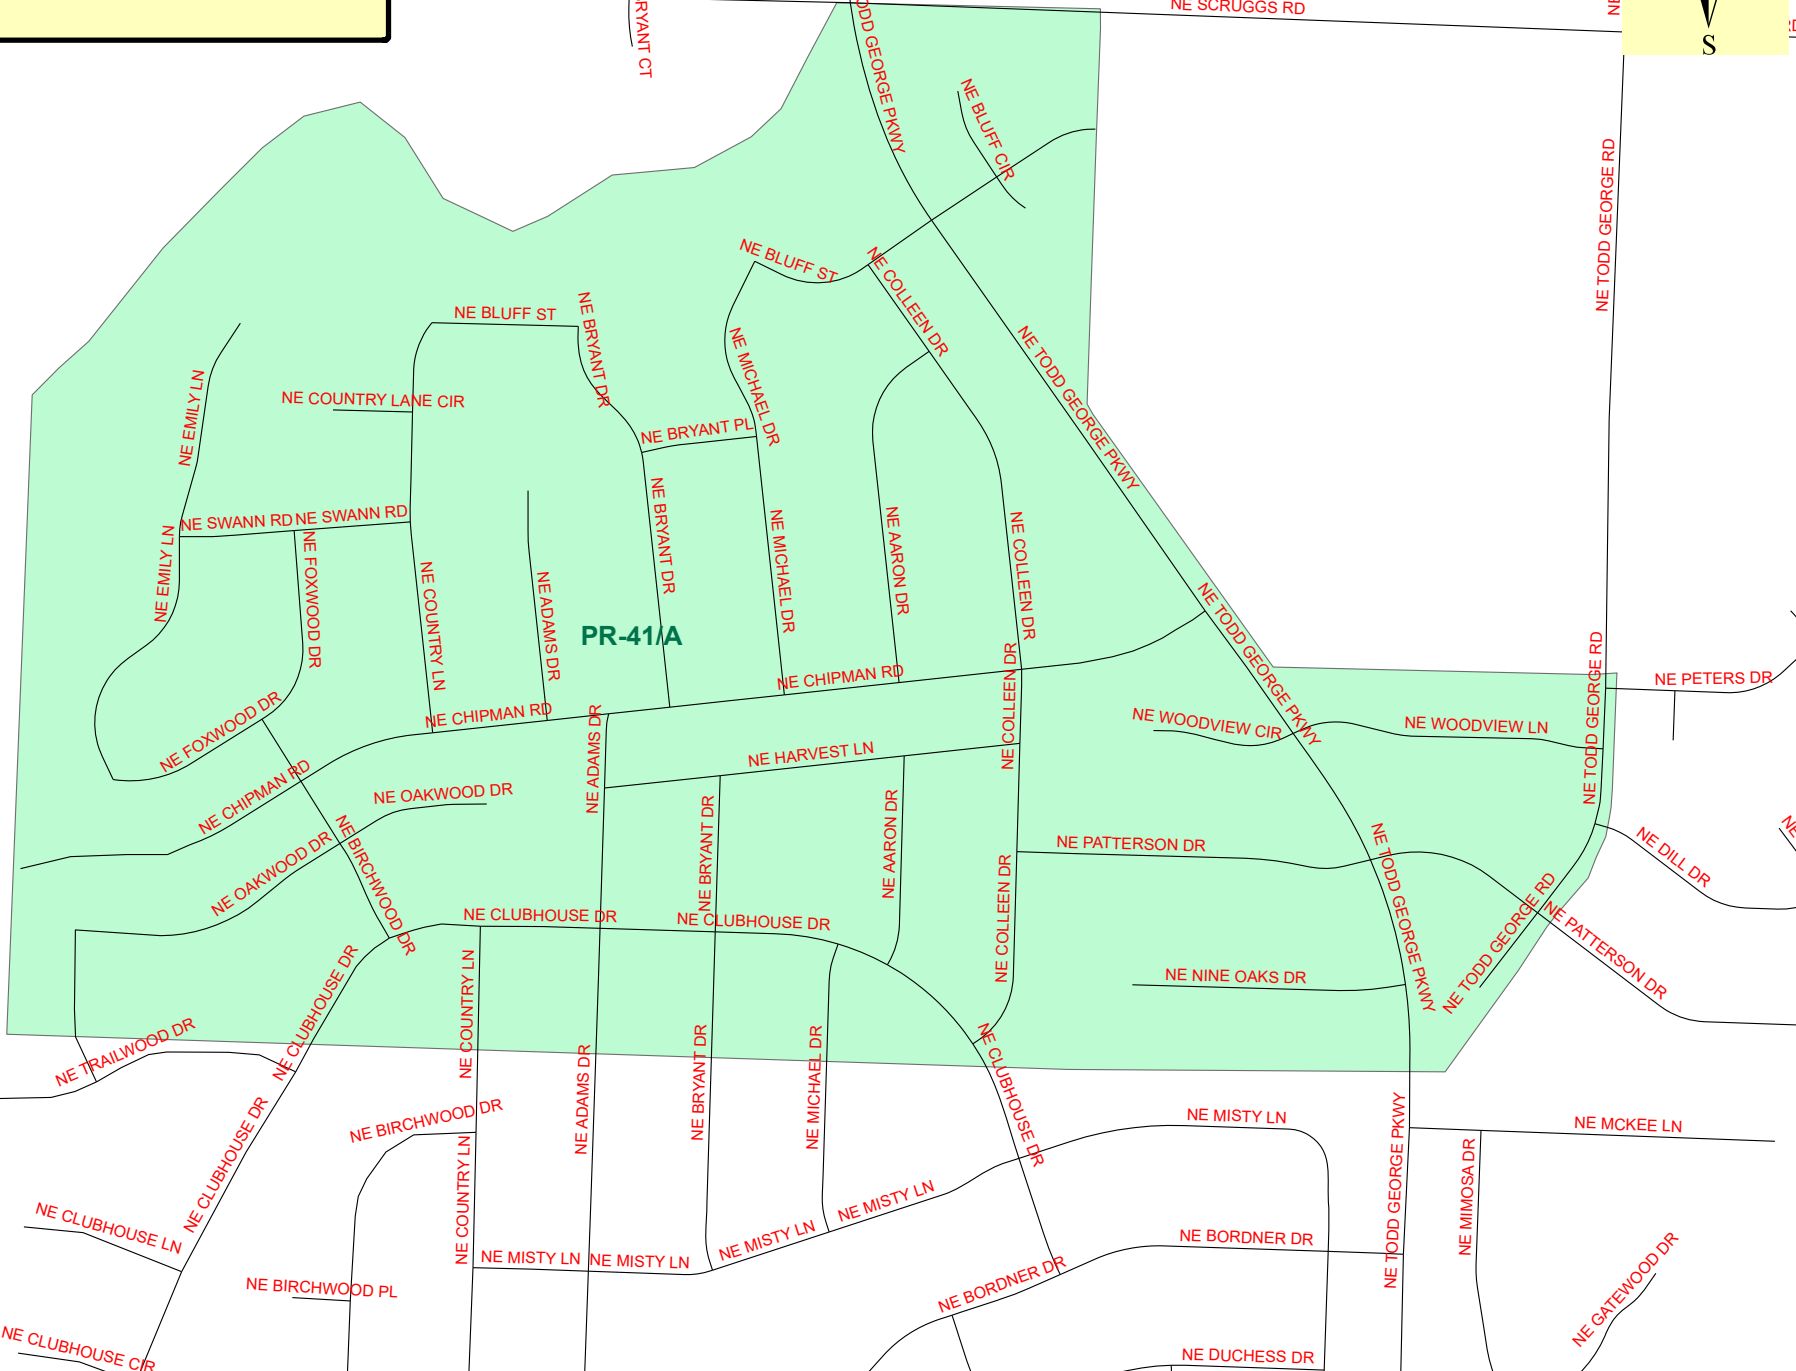 NE SCRUGGS RD
RYANT CT
ODD GEORGE PKWY
NE
RD
S
NE BLUFF CIR
NE TODD GEORGE RD
NE BLUFF ST
NE COLLEEN DR
NE BLUFF ST
NE BRYANT DR
NE MICHAEL DR
NE TODD GEORGE PKWY
NE EMILY LN
NE COUNTRY LANE CIR
NE BRYANT PL
NE SWANN RD
NE SWANN RD
NE EMILY LN
NE FOXWOOD DR
NE COUNTRY LN
NE ADAMS DR
NE BRYANT DR
NE MICHAEL DR
NE AARON DR
NE COLLEEN DR
PR-41/A
NE TODD GEORGE PKWY
NE TODD GEORGE RD
NE PETERS DR
NE CHIPMAN RD
NE COLLEEN DR
NE FOXWOOD DR
NE CHIPMAN RD
NE ADAMS DR
NE WOODVIEW CIR
NE WOODVIEW LN
NE HARVEST LN
NE CHIPMAN RD
NE OAKWOOD DR
NE BIRCHWOOD DR
NE BRYANT DR
NE AARON DR
NE PATTERSON DR
NE TODD GEORGE PKWY
NE DILL DR
NE
NE OAKWOOD DR
NE COLLEEN DR
NE TODD GEORGE RD
NE PATTERSON DR
NE CLUBHOUSE DR
NE CLUBHOUSE DR
NE CLUBHOUSE DR
NE COUNTRY LN
NE NINE OAKS DR
NE TRAILWOOD DR
NE ADAMS DR
NE BRYANT DR
NE MICHAEL DR
NE CLUBHOUSE DR
NE CLUBHOUSE DR
NE BIRCHWOOD DR
NE COUNTRY LN
NE MISTY LN
NE TODD GEORGE PKWY
NE MCKEE LN
NE MIMOSA DR
NE CLUBHOUSE LN
NE MISTY LN
NE MISTY LN
NE MISTY LN
NE MISTY LN
NE BORDNER DR
NE BORDNER DR
NE GATEWOOD DR
NE BIRCHWOOD PL
NE CLUBHOUSE CIR
NE DUCHESS DR